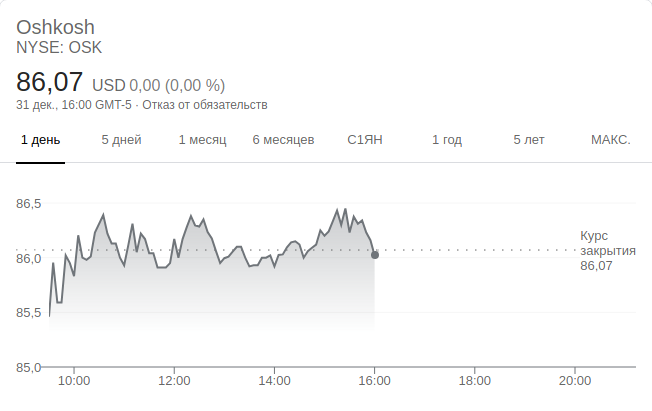 Oshkosh
NYSE: OSK
86,07 USD 0,00 (0,00 %)
31 дек., 16:00 GMT-5 · Отказ от обязательств
1 день 5 дней 1 месяц 6 месяцев С1ЯН 1 год 5 лет МАКС.
86,5
86,0
85,5
85,0
Курс
закрытия
86,07
10:00 12:00 14:00 16:00 18:00 20:00